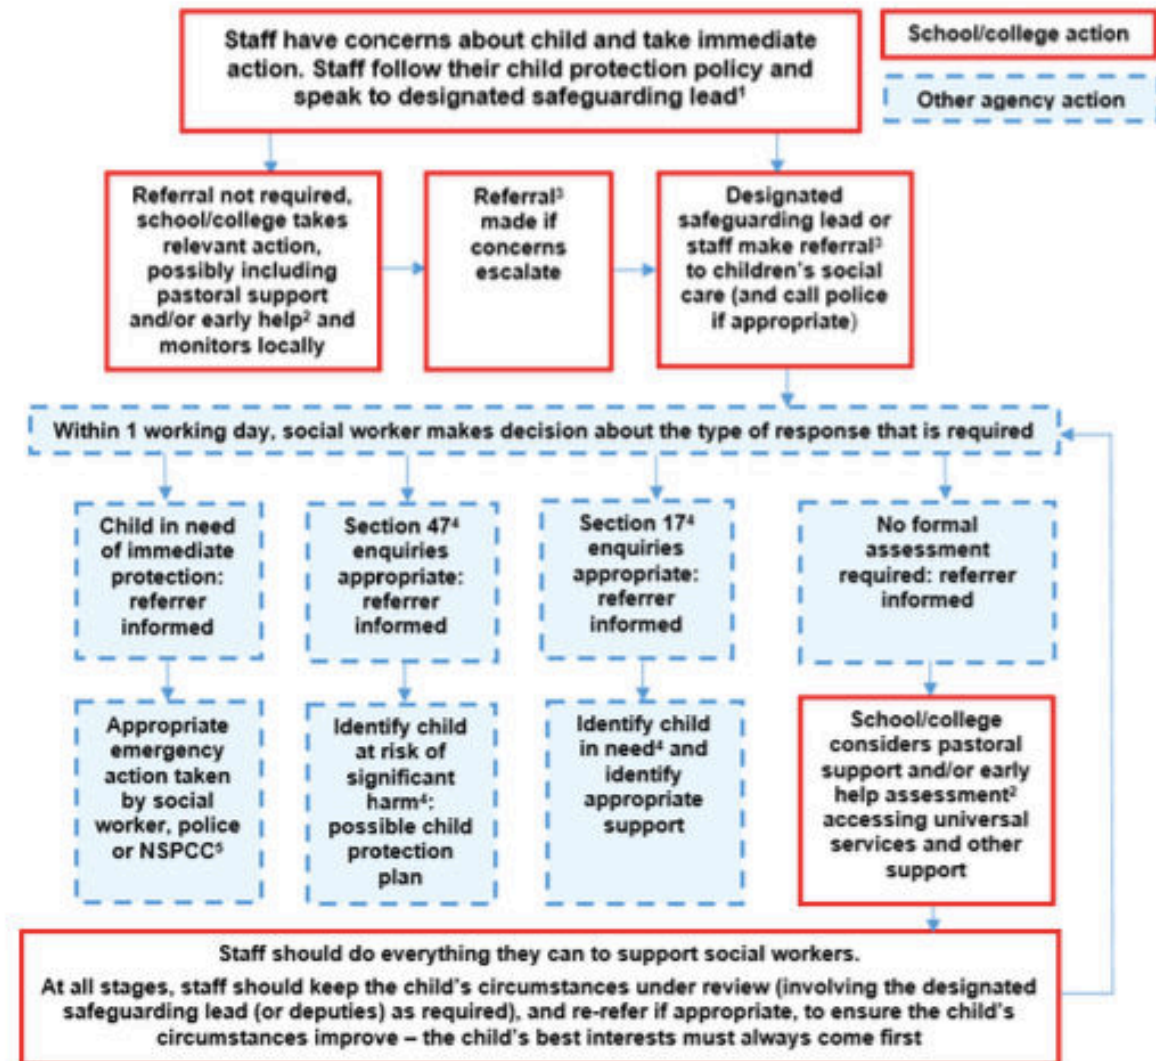 Staff have concerns about child and take immediate
action. Staff follow their child protection policy and
speak to designated safeguarding lead¹
School/college action
Other agency action
Referral not required,
school/college takes
relevant action,
possibly including
pastoral support
and/or early help² and
monitors locally
Referral³
made if
concerns
escalate
Designated
safeguarding lead or
staff make referral³
to children's social
care (and call police
if appropriate)
Within 1 working day, social worker makes decision about the type of response that is required
Child in need
of immediate
protection:
referrer
informed
Section 47⁴
enquiries
appropriate:
referrer
informed
Section 17⁴
enquiries
appropriate:
referrer
informed
No formal
assessment
required: referrer
informed
Appropriate
emergency
action taken
by social
worker, police
or NSPCC⁵
Identify child
at risk of
significant
harm⁴:
possible child
protection
plan
Identify child
in need⁴ and
identify
appropriate
support
School/college
considers pastoral
support and/or early
help assessment²
accessing universal
services and other
support
Staff should do everything they can to support social workers.
At all stages, staff should keep the child's circumstances under review (involving the designated
safeguarding lead (or deputies) as required), and re-refer if appropriate, to ensure the child's
circumstances improve – the child's best interests must always come first